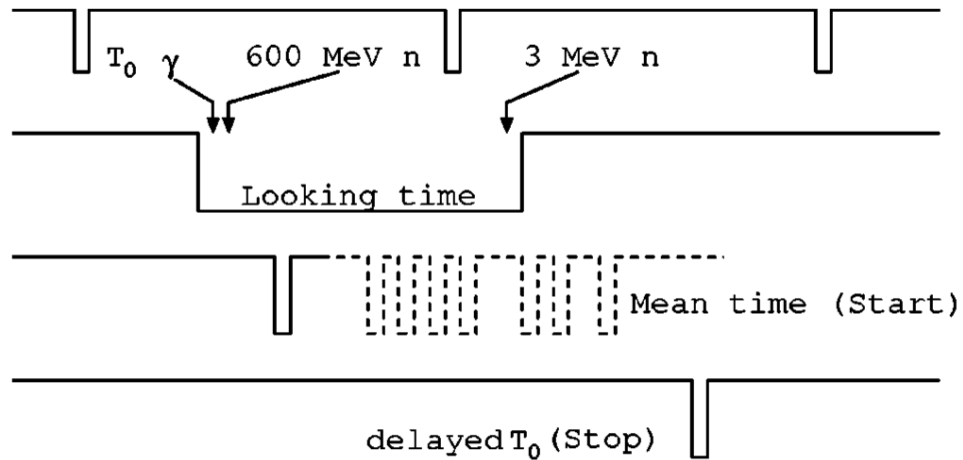 T₀ γ 600 MeV n 3 MeV n
Looking time
Mean time (Start)
delayed T₀ (Stop)